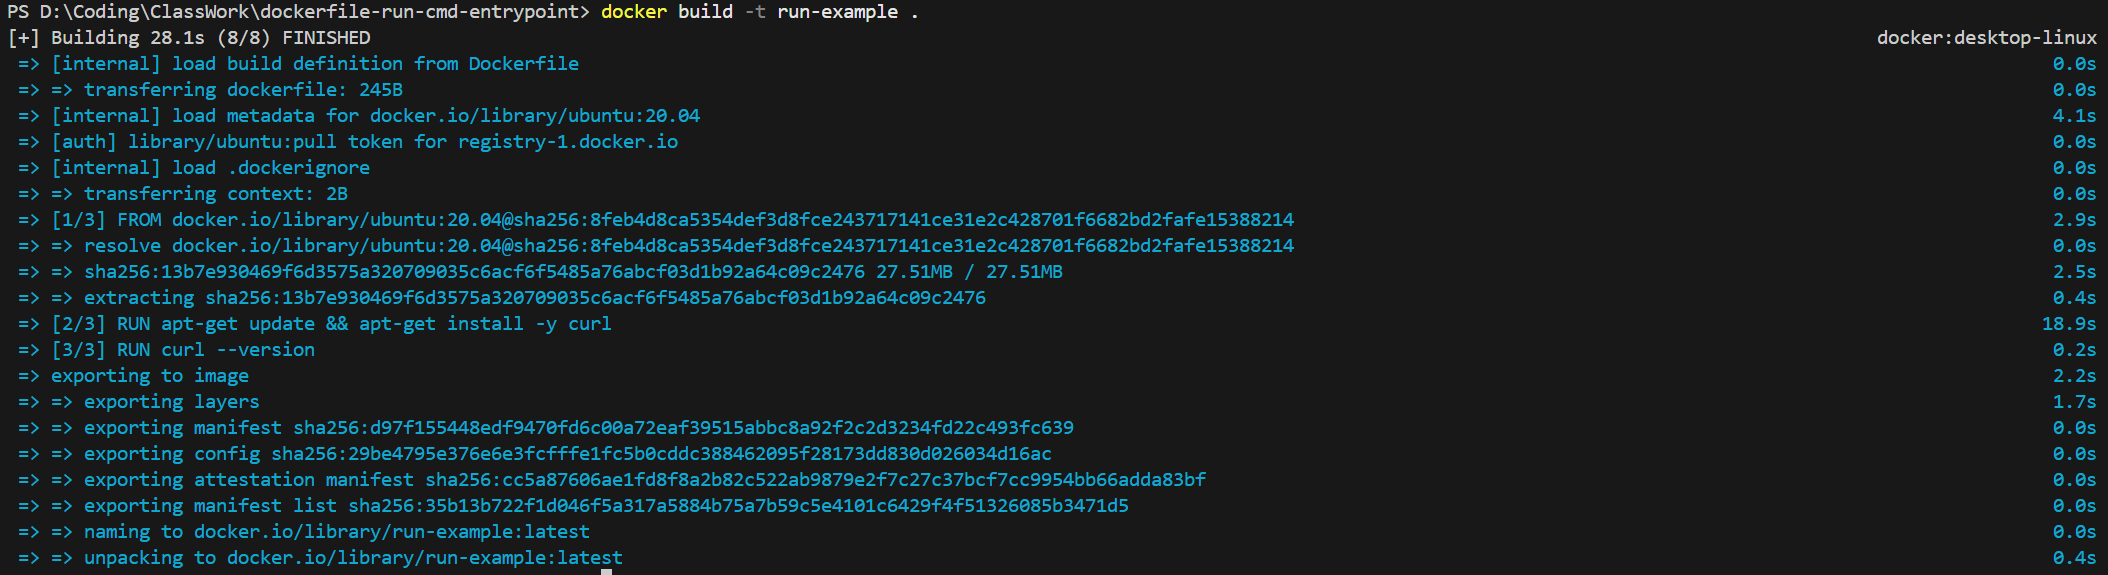 PS D:\Coding\ClassWork\dockerfile-run-cmd-entrypoint> docker build -t run-example .
[+] Building 28.1s (8/8) FINISHED docker:desktop-linux
=> [internal] load build definition from Dockerfile 0.0s
=> => transferring dockerfile: 245B 0.0s
=> [internal] load metadata for docker.io/library/ubuntu:20.04 4.1s
=> [auth] library/ubuntu:pull token for registry-1.docker.io 0.0s
=> [internal] load .dockerignore 0.0s
=> => transferring context: 2B 0.0s
=> [1/3] FROM docker.io/library/ubuntu:20.04@sha256:8feb4d8ca5354def3d8fce243717141ce31e2c428701f6682bd2fafe15388214 2.9s
=> => resolve docker.io/library/ubuntu:20.04@sha256:8feb4d8ca5354def3d8fce243717141ce31e2c428701f6682bd2fafe15388214 0.0s
=> => sha256:13b7e930469f6d3575a320709035c6acf6f5485a76abcf03d1b92a64c09c2476 27.51MB / 27.51MB 2.5s
=> => extracting sha256:13b7e930469f6d3575a320709035c6acf6f5485a76abcf03d1b92a64c09c2476 0.4s
=> [2/3] RUN apt-get update && apt-get install -y curl 18.9s
=> [3/3] RUN curl --version 0.2s
=> exporting to image 2.2s
=> => exporting layers 1.7s
=> => exporting manifest sha256:d97f155448edf9470fd6c00a72eaf39515abbc8a92f2c2d3234fd22c493fc639 0.0s
=> => exporting config sha256:29be4795e376e6e3fcfffe1fc5b0cddc388462095f28173dd830d026034d16ac 0.0s
=> => exporting attestation manifest sha256:cc5a87606ae1fd8f8a2b82c522ab9879e2f7c27c37bcf7cc9954bb66adda83bf 0.0s
=> => exporting manifest list sha256:35b13b722f1d046f5a317a5884b75a7b59c5e4101c6429f4f51326085b3471d5 0.0s
=> => naming to docker.io/library/run-example:latest 0.0s
=> => unpacking to docker.io/library/run-example:latest 0.4s